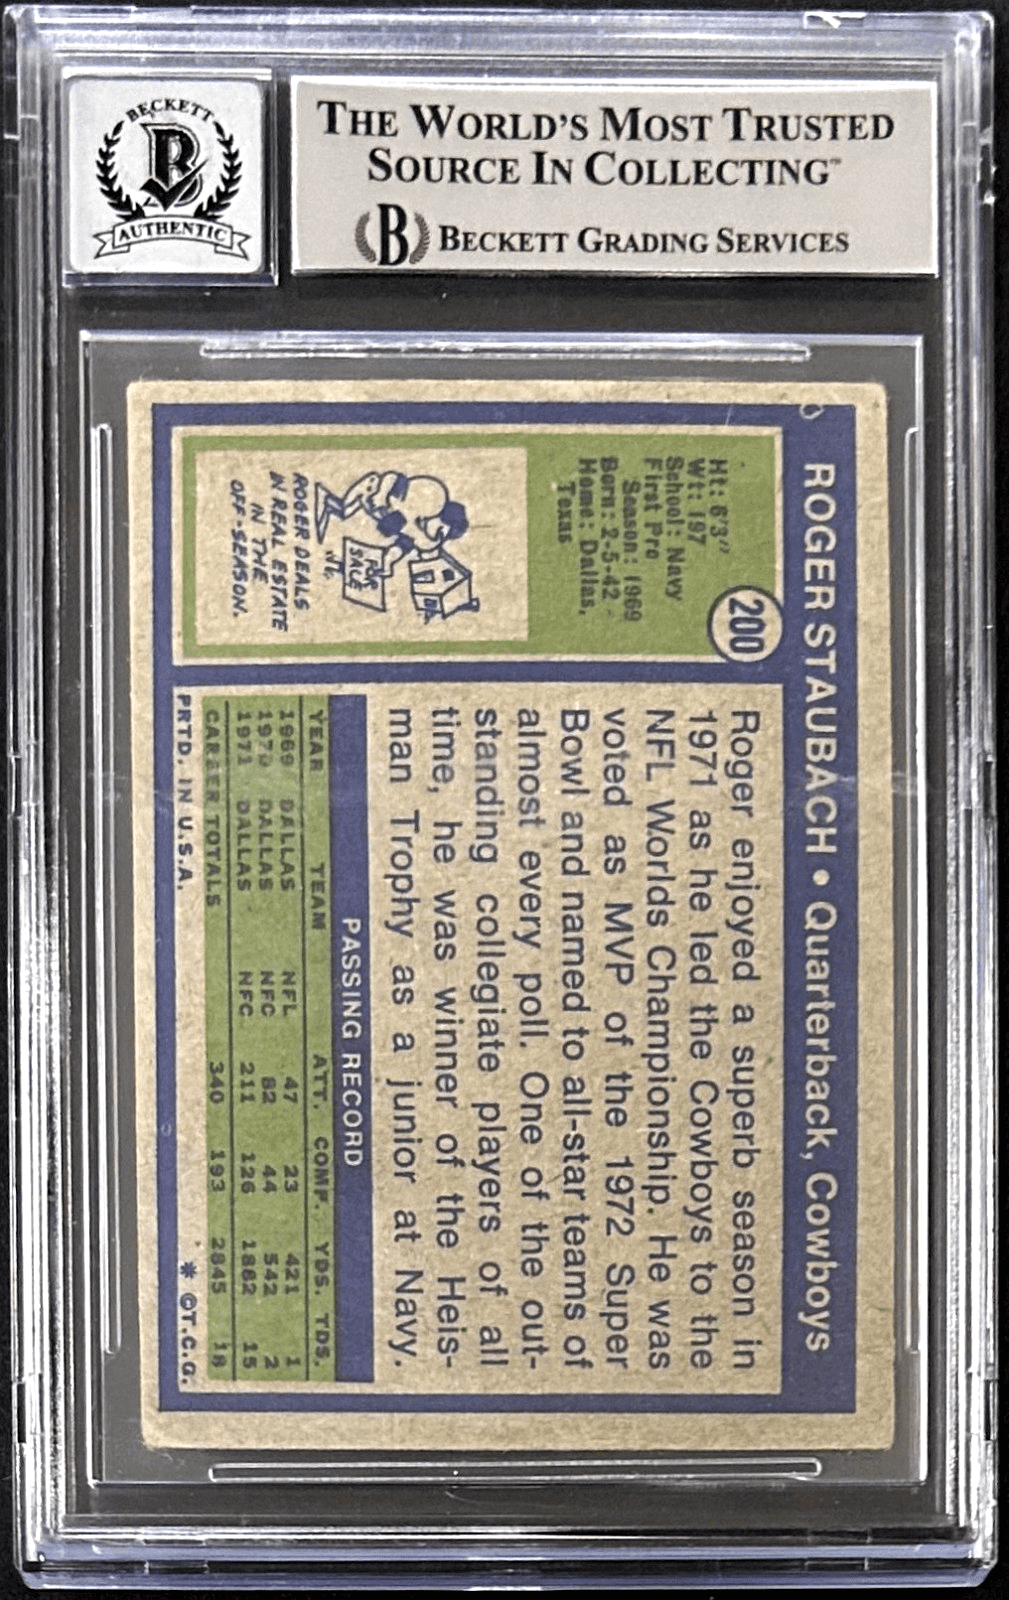 BECKETT
B
AUTHENTIC
THE WORLD'S MOST TRUSTED
SOURCE IN COLLECTING™
B BECKETT GRADING SERVICES
ROGER STAUBACH • Quarterback, Cowboys
200
Ht: 6'3"
Wt: 197
School: Navy
First Pro
Season: 1969
Born: 2-5-42
Home: Dallas,
Texas
FOR
SALE
ROGER DEALS
IN REAL ESTATE
IN THE
OFF-SEASON.
Roger enjoyed a superb season in
1971 as he led the Cowboys to the
NFL Worlds Championship. He was
voted as MVP of the 1972 Super
Bowl and named to all-star teams of
almost every poll. One of the out-
standing collegiate players of all
time, he was winner of the Heis-
man Trophy as a junior at Navy.
PASSING RECORD
YEAR TEAM ATT. COMP. YDS. TDS.
1969 DALLAS NFL 47 23 421 1
1970 DALLAS NFC 82 44 542 2
1971 DALLAS NFC 211 126 1882 15
CAREER TOTALS 340 193 2845 18
PRTD. IN U.S.A. * ©T.C.G.